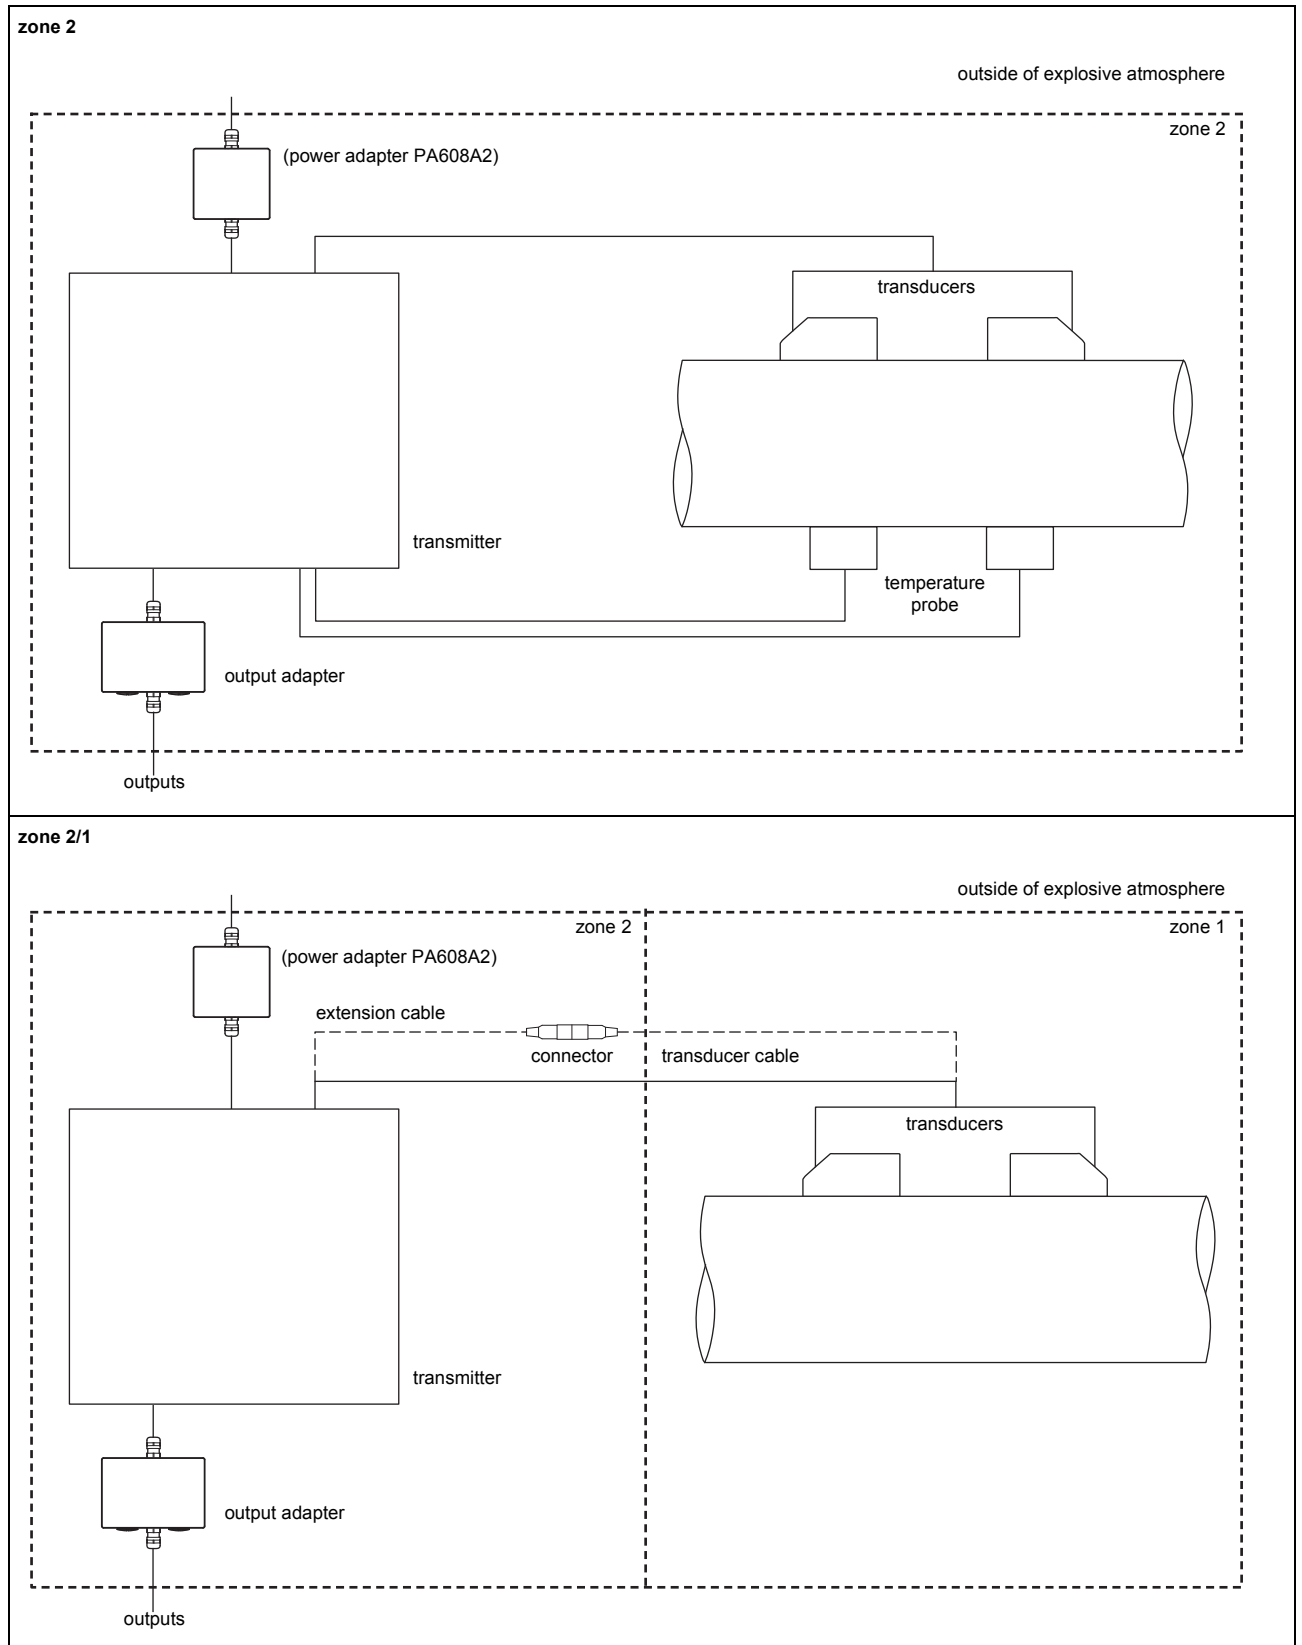 zone 2
outside of explosive atmosphere
zone 2
(power adapter PA608A2)
transducers
transmitter
temperature
probe
output adapter
outputs
zone 2/1
outside of explosive atmosphere
zone 2
zone 1
(power adapter PA608A2)
extension cable
connector
transducer cable
transducers
transmitter
output adapter
outputs